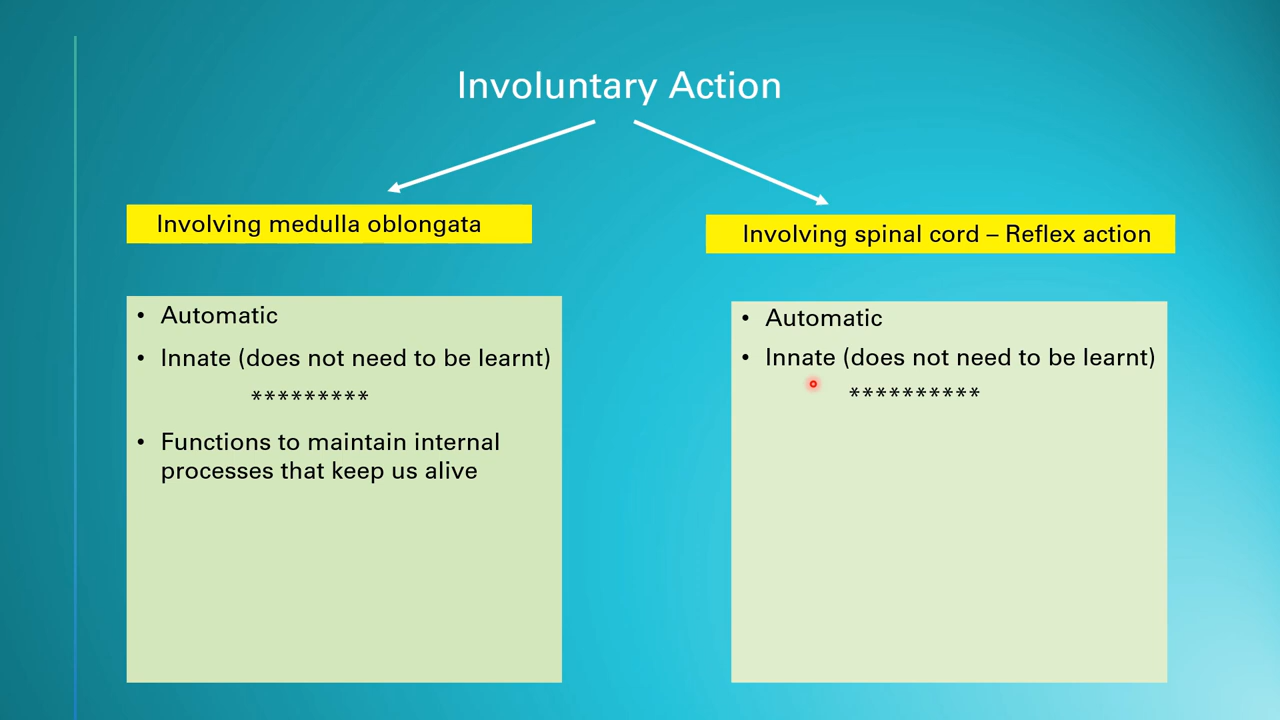 Involuntary Action
Involving medulla oblongata
• Automatic
• Innate (does not need to be learnt)
*********
• Functions to maintain internal
processes that keep us alive
Involving spinal cord – Reflex action
• Automatic
• Innate (does not need to be learnt)
**********